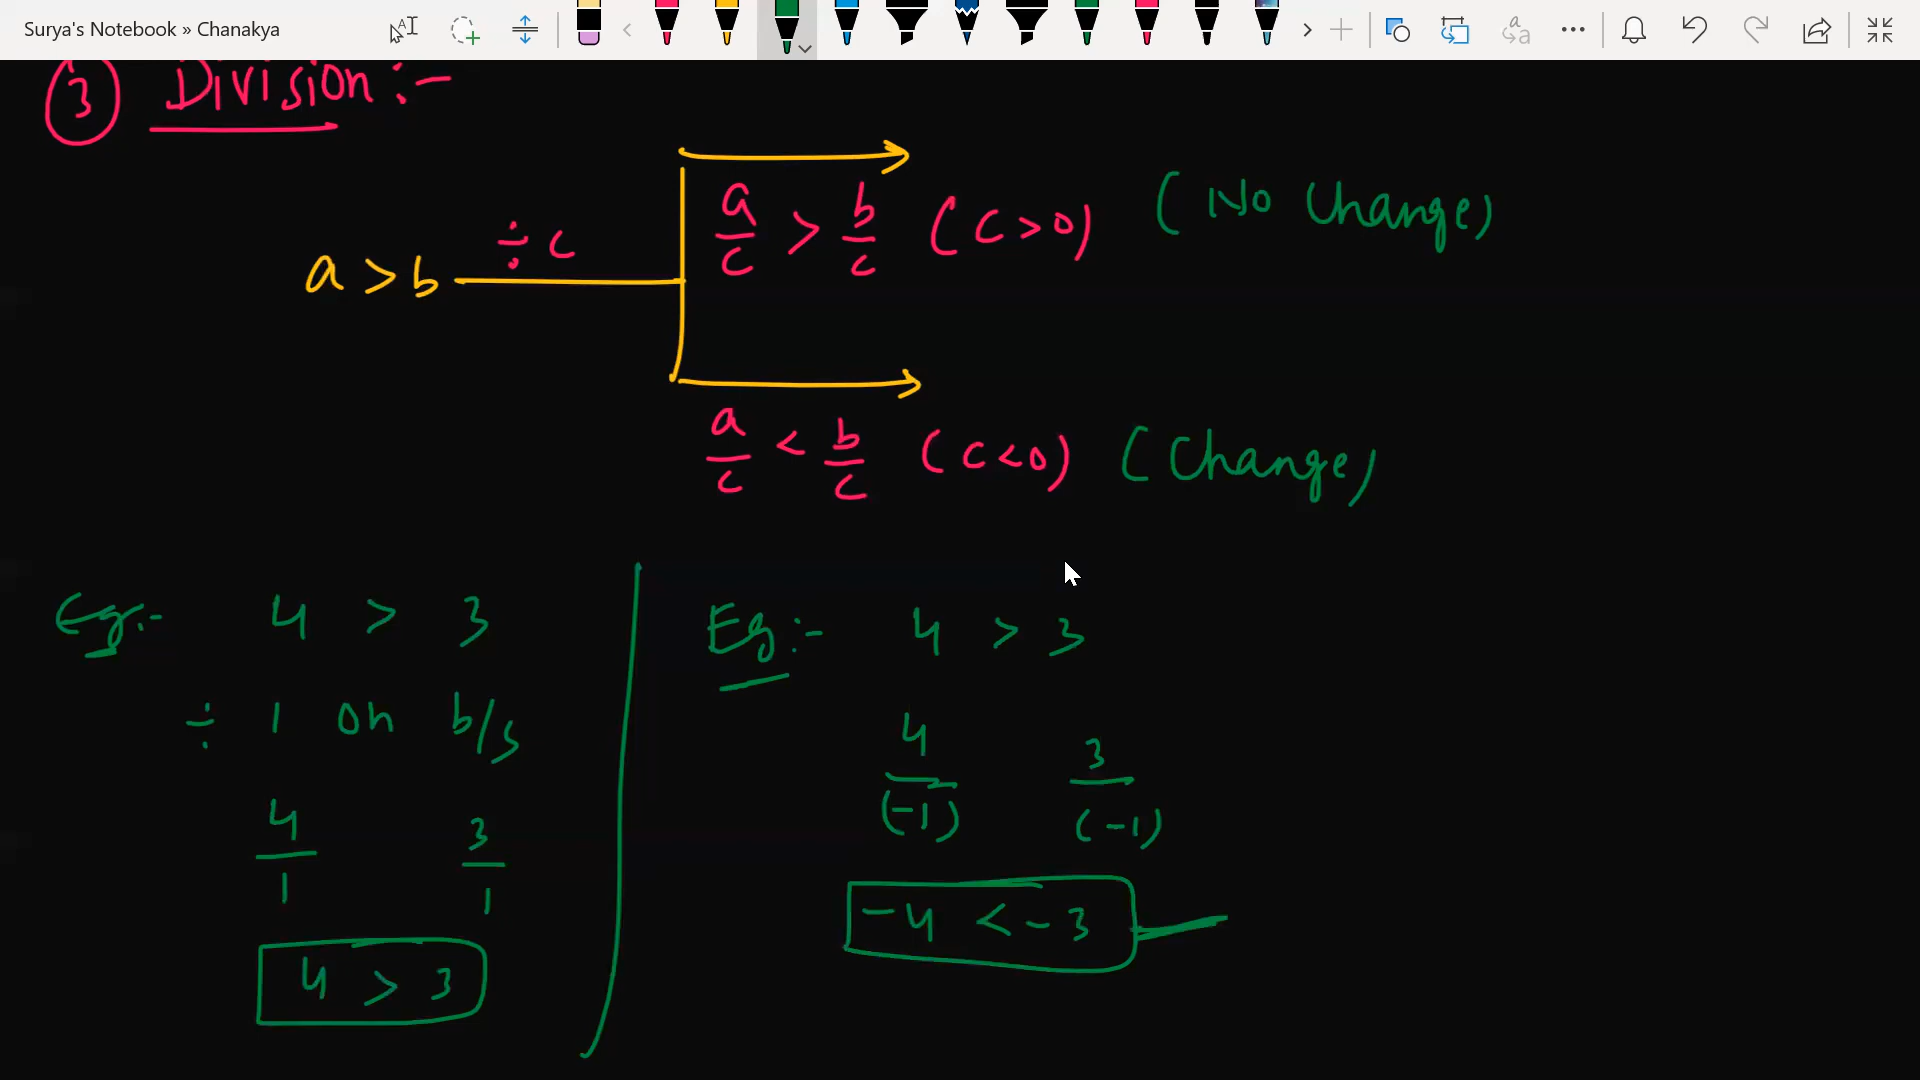 Surya's Notebook » Chanakya
③ Division :-
a > b ÷ c
a/c > b/c (C > 0) (No Change)
a/c < b/c (C < 0) (Change)
Eg:- 4 > 3
÷ 1 on b/s
4/1 3/1
4 > 3
Eg :- 4 > 3
4/(-1) 3/(-1)
-4 < -3